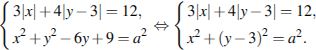 { 3|x|+4|y−3| = 12, ⇔ { 3|x|+4|y−3| = 12,
x²+y²−6y+9 = a² x²+(y−3)² = a².